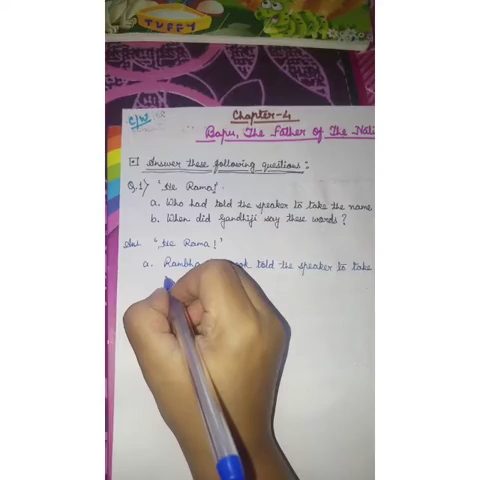 TUFFY
C/W
Chapter-4
Bapu, The Father Of The Nati
Answer these following questions:
Q.1) "He Rama!
a. Who had told the speaker to take the name
b. When did Gandhiji say these words?
Ans. "He Rama!"
a. told the speaker to take